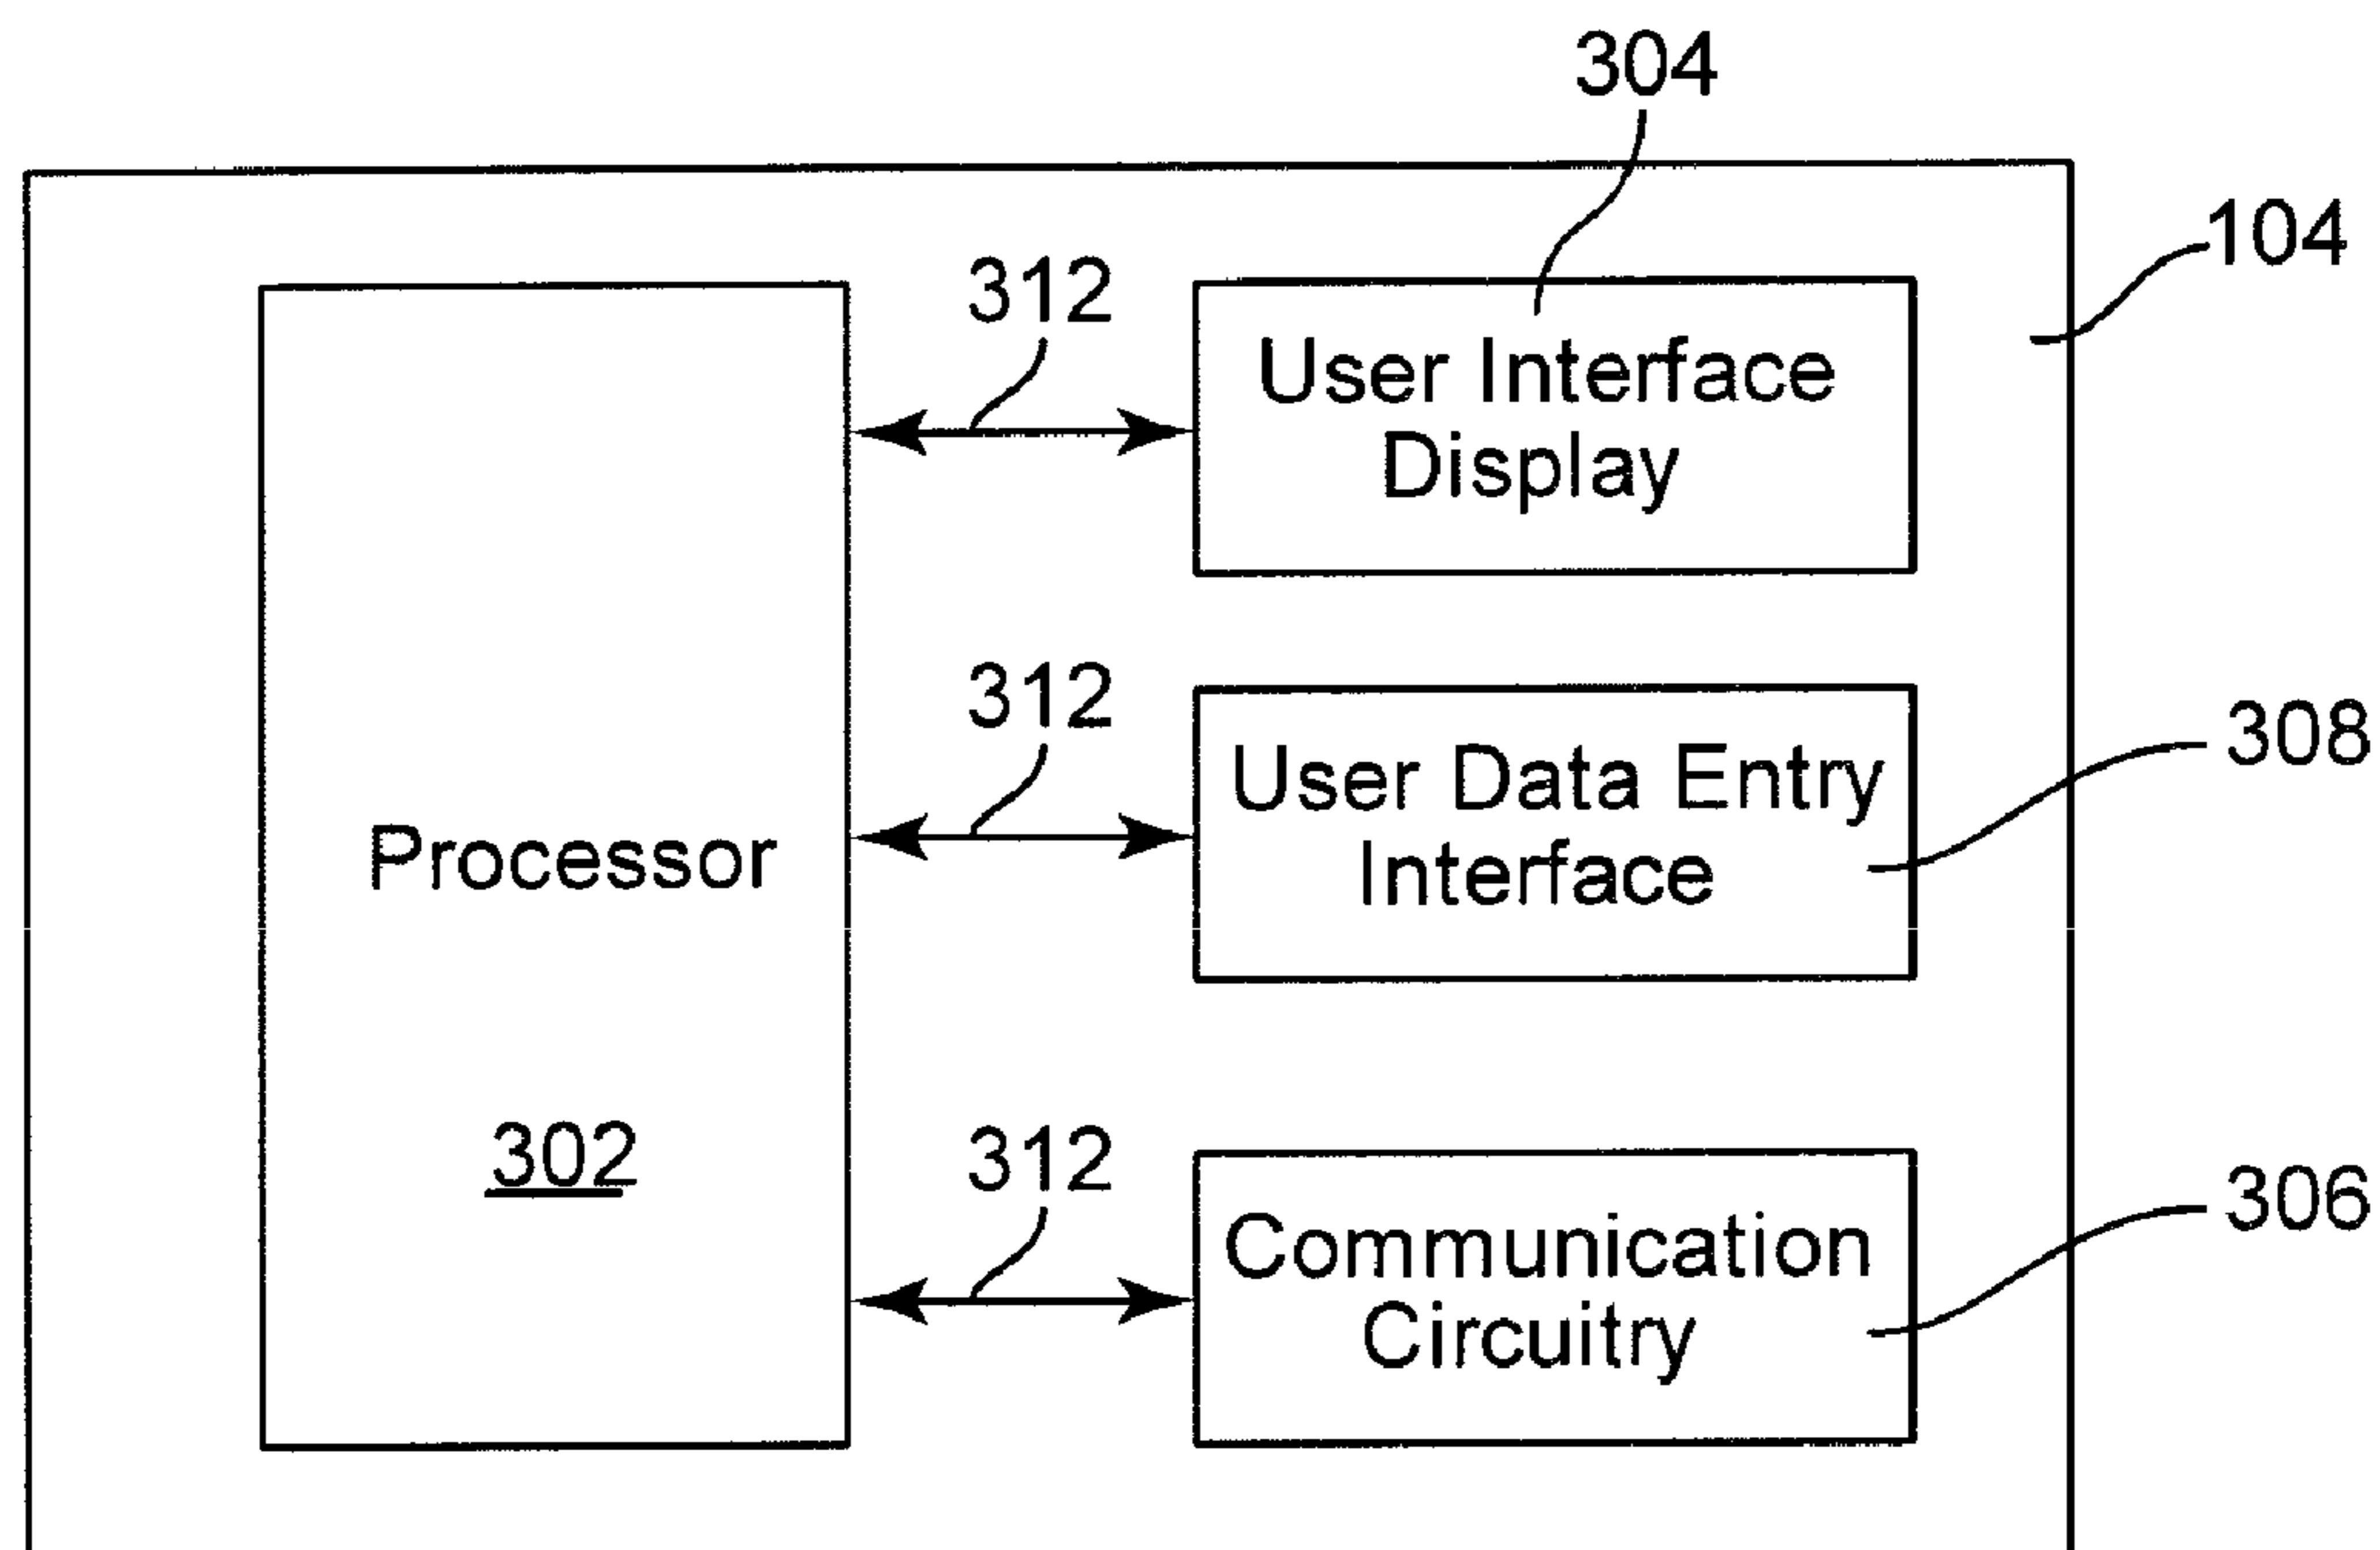 304
104
312
User Interface
Display
312
308
User Data Entry
Interface
Processor
302
312
306
Communication
Circuitry